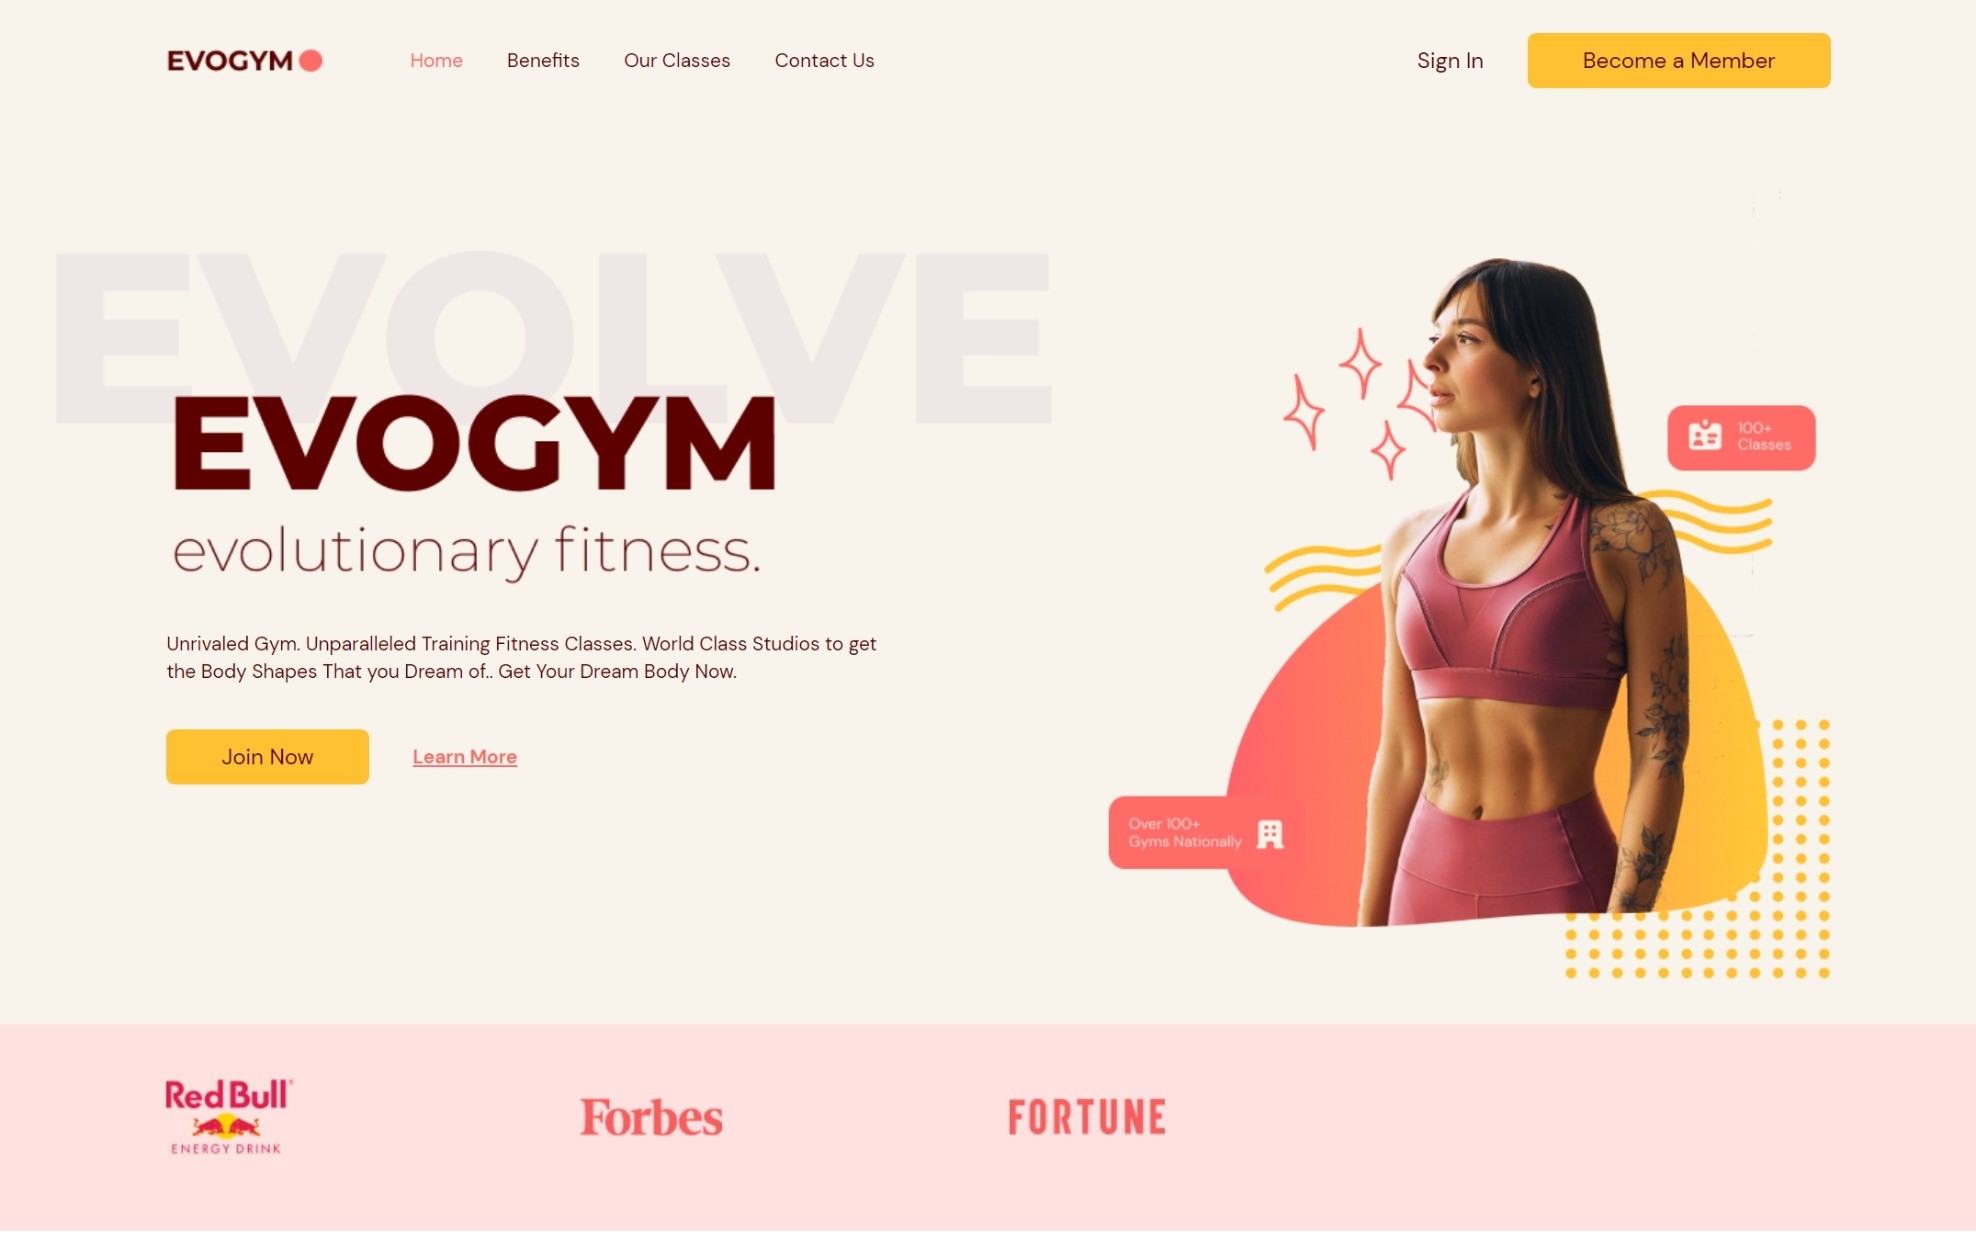 EVOGYM
Home
Benefits
Our Classes
Contact Us
Sign In
Become a Member
EVOLVE
EVOGYM
evolutionary fitness.
Unrivaled Gym. Unparalleled Training Fitness Classes. World Class Studios to get
the Body Shapes That you Dream of.. Get Your Dream Body Now.
Join Now
Learn More
100+
Classes
Over 100+
Gyms Nationally
Red Bull
ENERGY DRINK
Forbes
FORTUNE